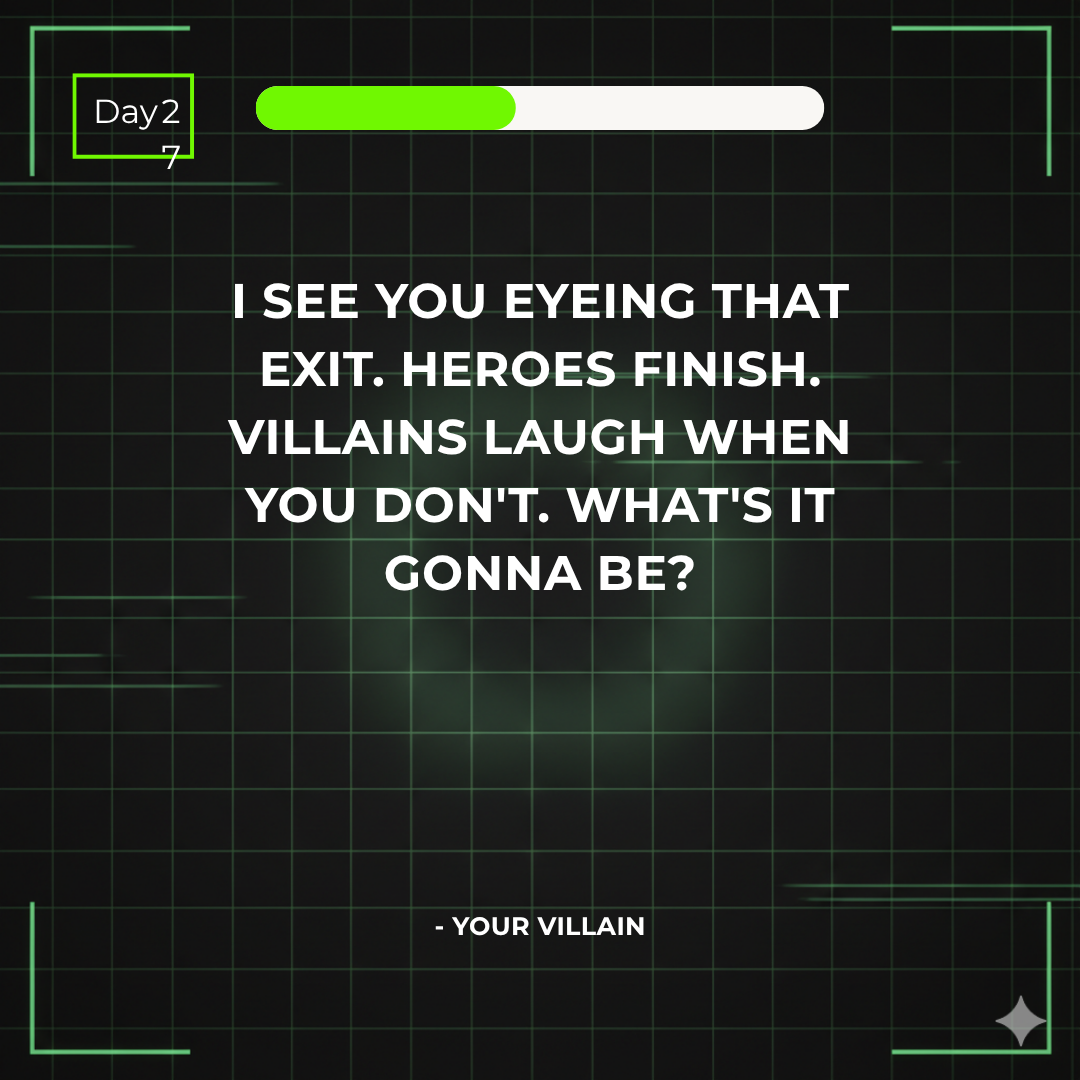 Day 2
7
I SEE YOU EYEING THAT
EXIT. HEROES FINISH.
VILLAINS LAUGH WHEN
YOU DON'T. WHAT'S IT
GONNA BE?
- YOUR VILLAIN